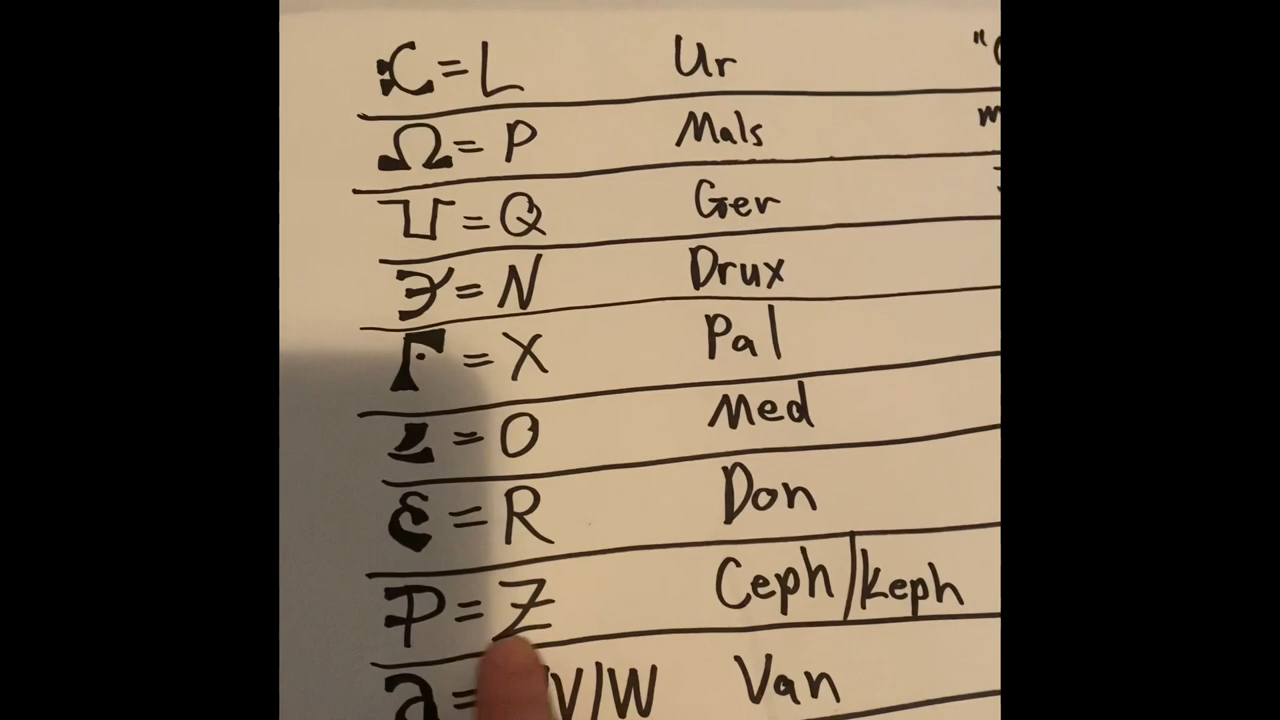 = L Ur
Ω = P Mals
= Q Ger
= N Drux
= X Pal
= O Med
= R Don
= Z Ceph/Keph
= V/W Van